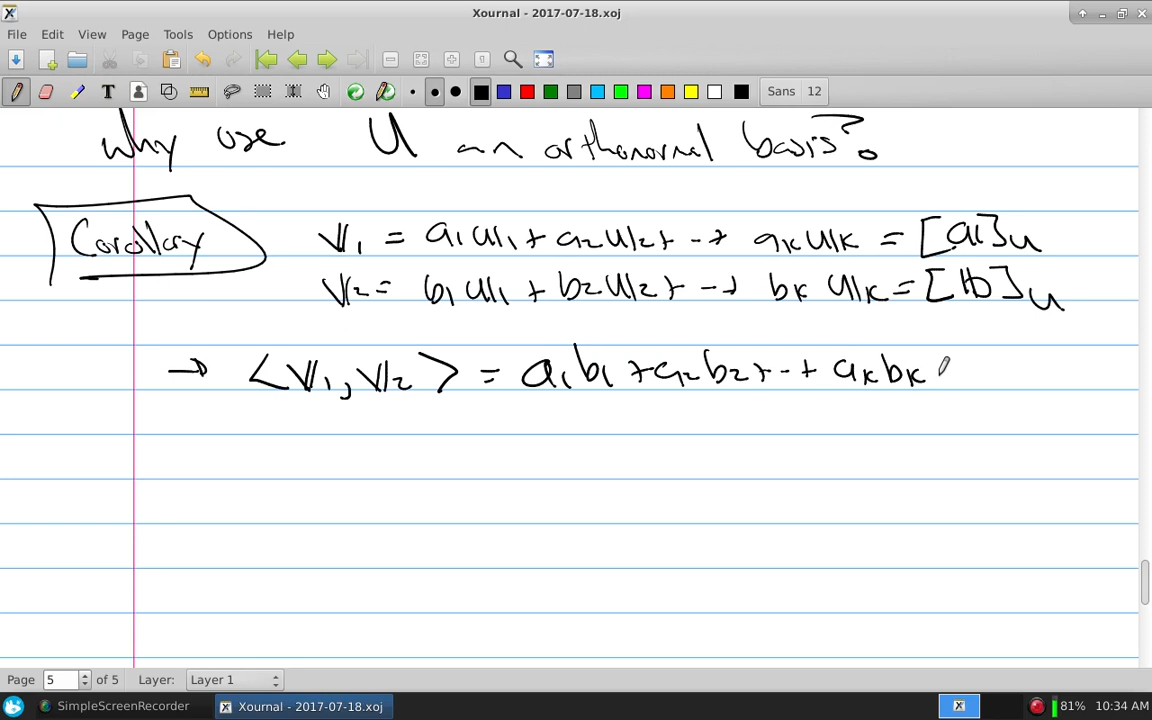 Xournal - 2017-07-18.xoj
File Edit View Page Tools Options Help
Sans 12
Why use U an orthonormal basis?
Corollary
V1 = a1u1 + a2u2 + -- + akuk = [a]u
V2 = b1u1 + b2u2 + -- + bkuk = [b]u
→ <V1, V2> = a1b1 + a2b2 + -- + akbk
Page 5 of 5 Layer: Layer 1
SimpleScreenRecorder Xournal - 2017-07-18.xoj 81% 10:34 AM